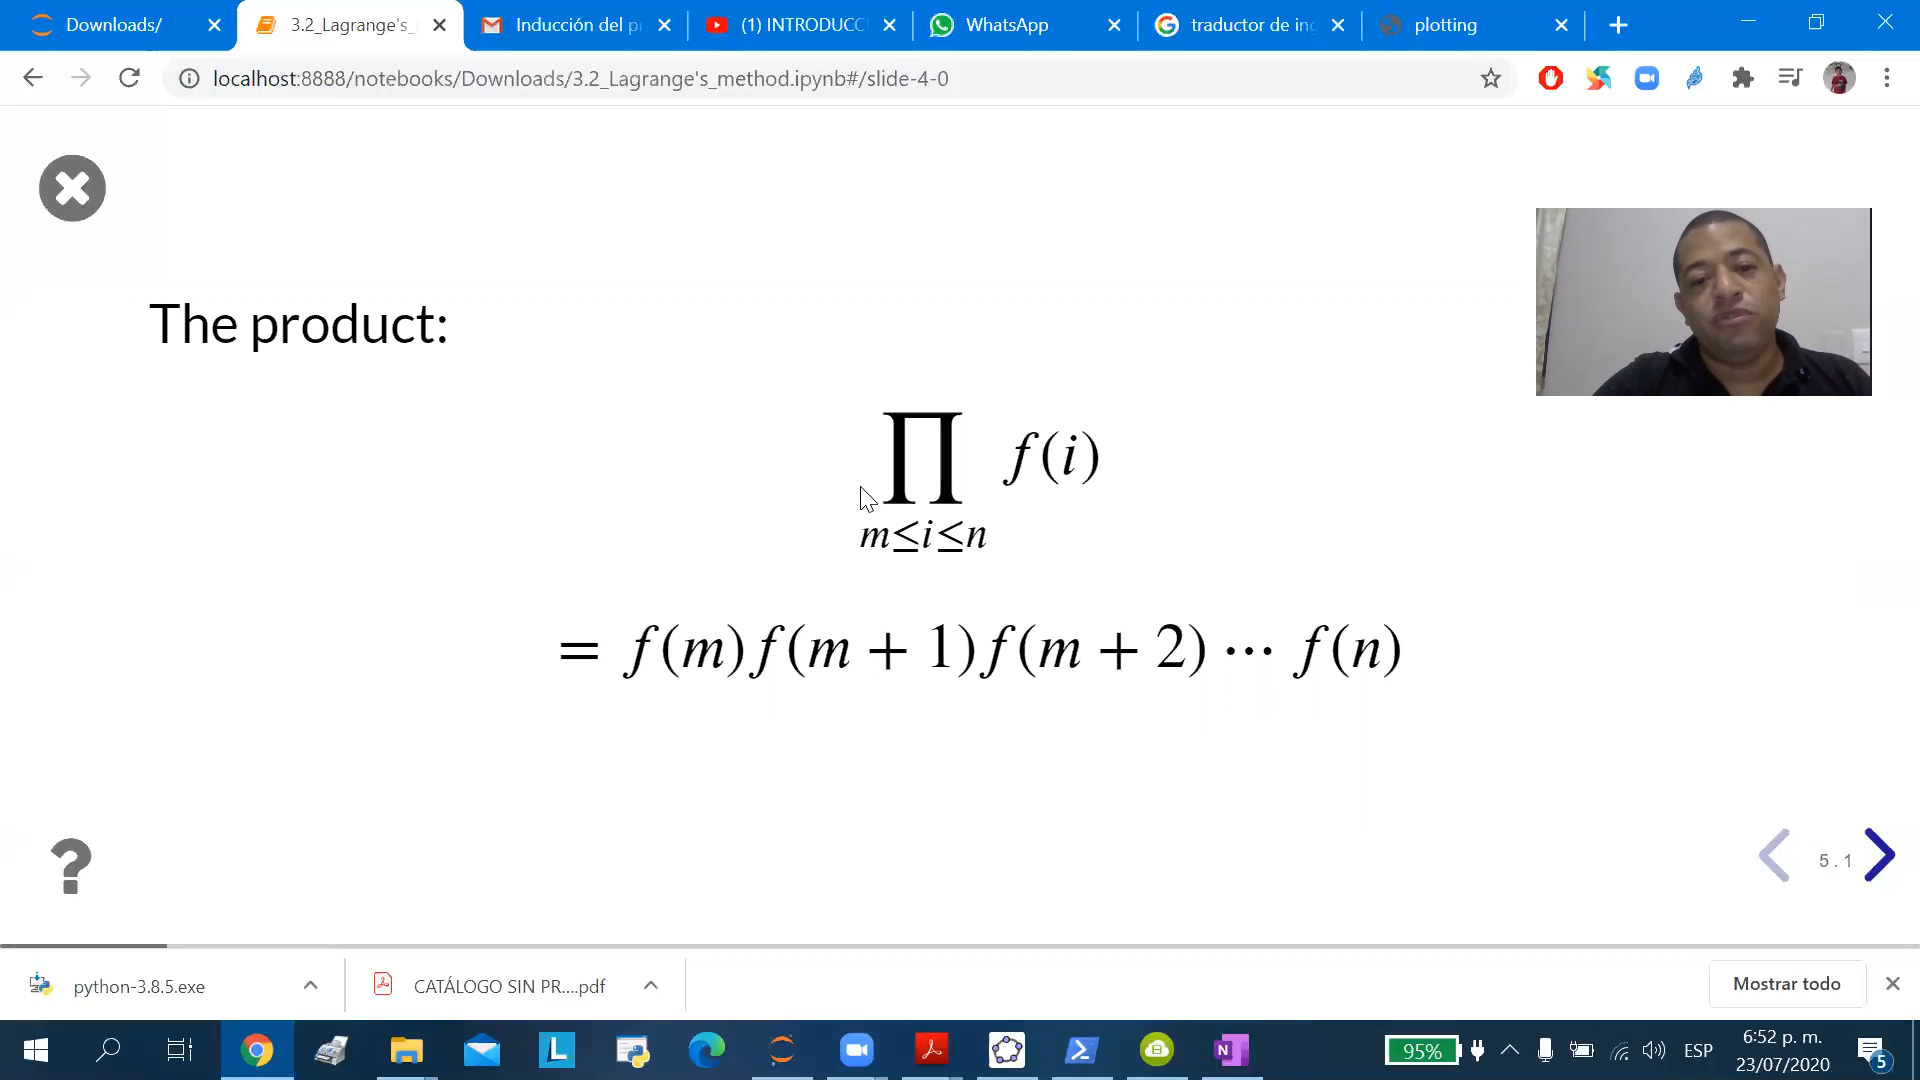 Downloads/
3.2_Lagrange's_
Inducción del p
(1) INTRODUCC
WhatsApp
traductor de in
plotting
localhost:8888/notebooks/Downloads/3.2_Lagrange's_method.ipynb#/slide-4-0
The product:
∏ f(i)
m≤i≤n
= f(m)f(m + 1)f(m + 2) ⋯ f(n)
?
5 . 1
python-3.8.5.exe
CATÁLOGO SIN PR....pdf
Mostrar todo
95%
ESP
6:52 p. m.
23/07/2020
5